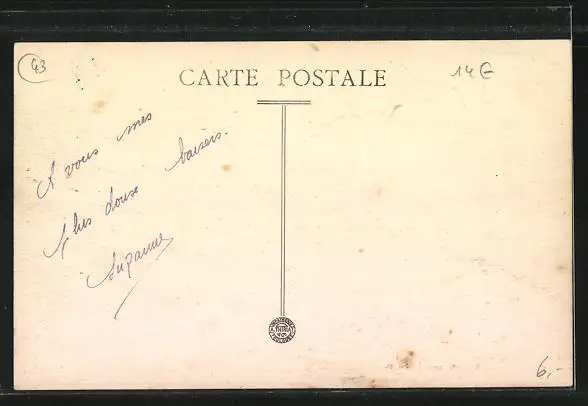 43
CARTE POSTALE
14€
A vous mes
plus doux baisers.
Suzanne
6,-